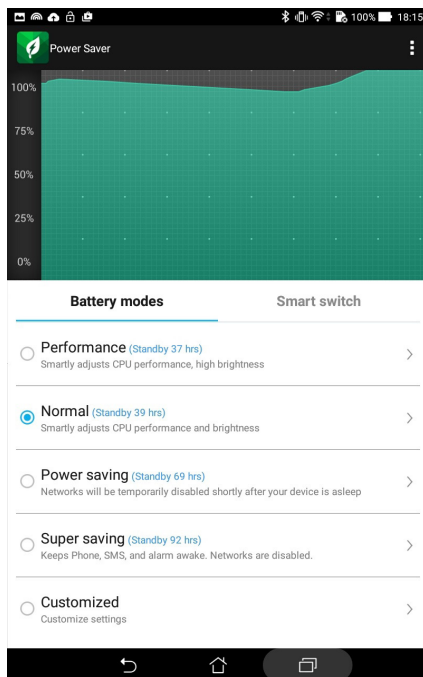 100% 18:15
Power Saver
100%
75%
50%
25%
0%
Battery modes Smart switch
Performance (Standby 37 hrs)
Smartly adjusts CPU performance, high brightness
Normal (Standby 39 hrs)
Smartly adjusts CPU performance and brightness
Power saving (Standby 69 hrs)
Networks will be temporarily disabled shortly after your device is asleep
Super saving (Standby 92 hrs)
Keeps Phone, SMS, and alarm awake. Networks are disabled.
Customized
Customize settings